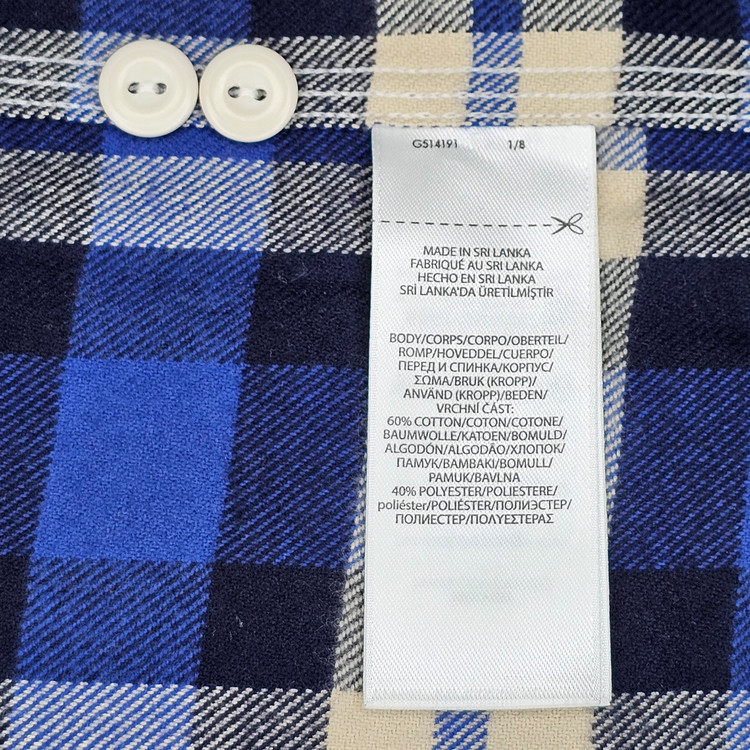 GS14191 1/8
MADE IN SRI LANKA
FABRIQUÉ AU SRI LANKA
HECHO EN SRI LANKA
SRİ LANKA'DA ÜRETİLMİŞTİR
BODY/CORPS/CORPO/OBERTEIL/
ROMP/HOVEDDEL/CUERPO/
ПЕРЕД И СПИНКА/КОРПУС/
ΣΩΜΑ/BRUK (KROPP)/
ANVÄND (KROPP)/BEDEN/
VRCHNÍ ČÁST:
60% COTTON/COTON/COTONE/
BAUMWOLLE/KATOEN/BOMULD/
ALGODÓN/ALGODÃO/ХЛОПОК/
ПАМУК/ΒΑΜΒΑΚΙ/BOMULL/
PAMUK/BAVLNA
40% POLYESTER/POLIESTERE/
poliéster/POLIÉSTER/ПОЛИЭСТЕР/
ПОЛИЕСТЕР/ΠΟΛΥΕΣΤΕΡΑΣ